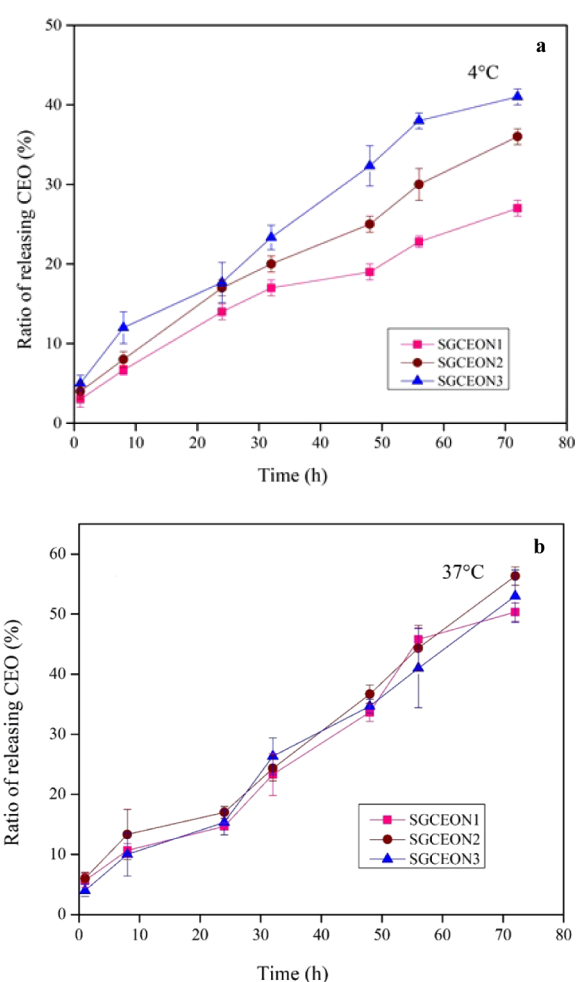 a
4°C
Ratio of releasing CEO (%)
50
40
30
20
10
0
SGCEON1
SGCEON2
SGCEON3
0 10 20 30 40 50 60 70 80
Time (h)
b
37°C
Ratio of releasing CEO (%)
60
50
40
30
20
10
0
SGCEON1
SGCEON2
SGCEON3
0 10 20 30 40 50 60 70 80
Time (h)